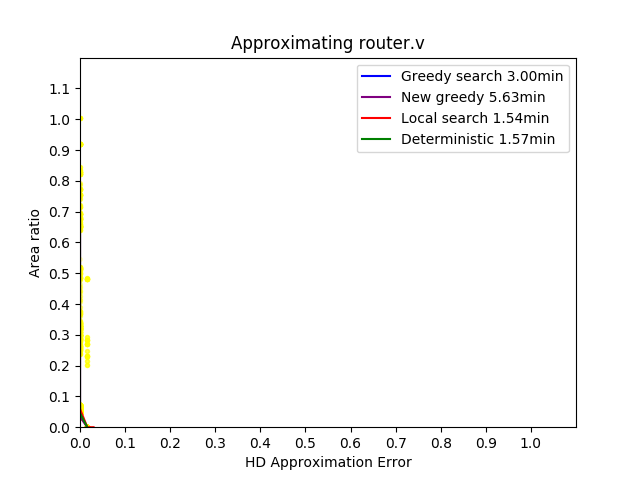 Approximating router.v
Greedy search 3.00min
New greedy 5.63min
Local search 1.54min
Deterministic 1.57min
Area ratio
1.1
1.0
0.9
0.8
0.7
0.6
0.5
0.4
0.3
0.2
0.1
0.0
0.0 0.1 0.2 0.3 0.4 0.5 0.6 0.7 0.8 0.9 1.0
HD Approximation Error